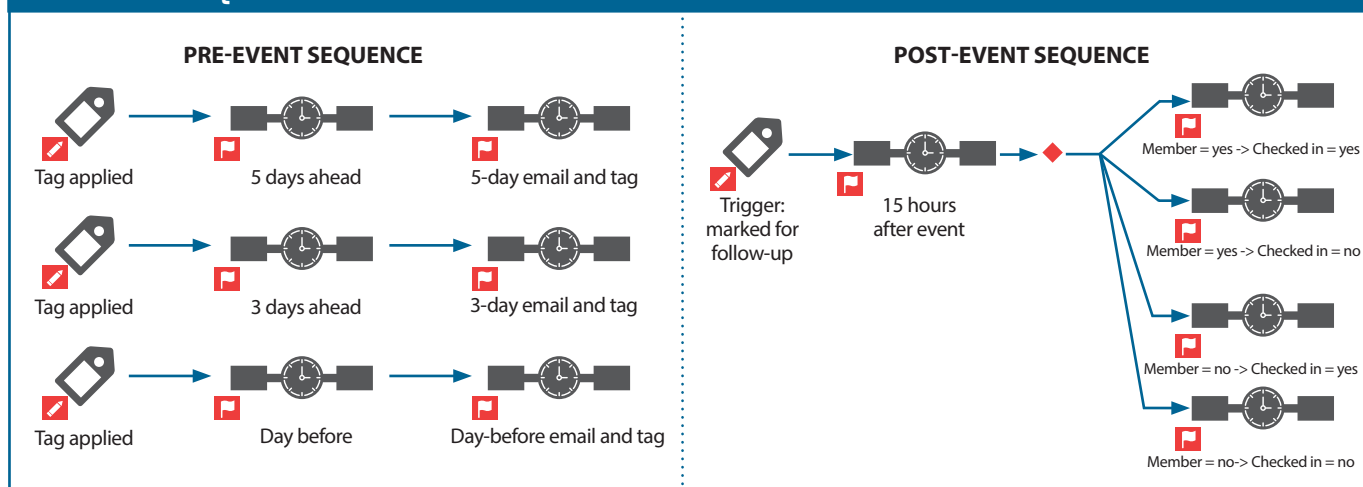 PRE-EVENT SEQUENCE
Tag applied
5 days ahead
5-day email and tag
Tag applied
3 days ahead
3-day email and tag
Tag applied
Day before
Day-before email and tag
POST-EVENT SEQUENCE
Trigger:
marked for
follow-up
15 hours
after event
Member = yes -> Checked in = yes
Member = yes -> Checked in = no
Member = no -> Checked in = yes
Member = no-> Checked in = no